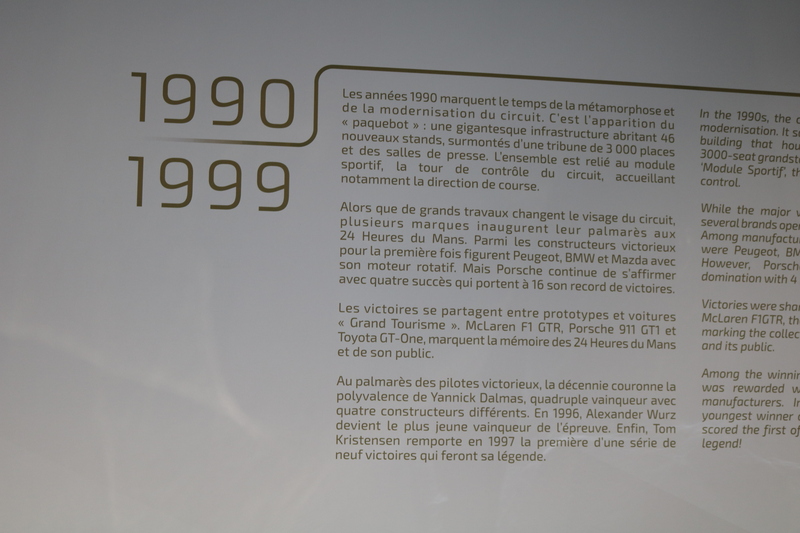 1990
1999
Les années 1990 marquent le temps de la métamorphose et
de la modernisation du circuit. C'est l'apparition du
« paquebot » : une gigantesque infrastructure abritant 46
nouveaux stands, surmontés d'une tribune de 3 000 places
et des salles de presse. L'ensemble est relié au module
sportif, la tour de contrôle du circuit, accueillant
notamment la direction de course.
Alors que de grands travaux changent le visage du circuit,
plusieurs marques inaugurent leur palmarès aux
24 Heures du Mans. Parmi les constructeurs victorieux
pour la première fois figurent Peugeot, BMW et Mazda avec
son moteur rotatif. Mais Porsche continue de s'affirmer
avec quatre succès qui portent à 16 son record de victoires.
Les victoires se partagent entre prototypes et voitures
« Grand Tourisme ». McLaren F1 GTR, Porsche 911 GT1 et
Toyota GT-One, marquent la mémoire des 24 Heures du Mans
et de son public.
Au palmarès des pilotes victorieux, la décennie couronne la
polyvalence de Yannick Dalmas, quadruple vainqueur avec
quatre constructeurs différents. En 1996, Alexander Wurz
devient le plus jeune vainqueur de l'épreuve. Enfin, Tom
Kristensen remporte en 1997 la première d'une série de
neuf victoires qui feront sa légende.
In the 1990s, the
modernisation. It
building that
3000-seat
'Module Sportif',
control.
While the major
several brands
Among
were Peugeot,
However,
domination with 4
Victories were
McLaren F1GTR,
marking the
and its public.
Among the
was rewarded
manufacturers.
youngest winner
scored the first of
legend!